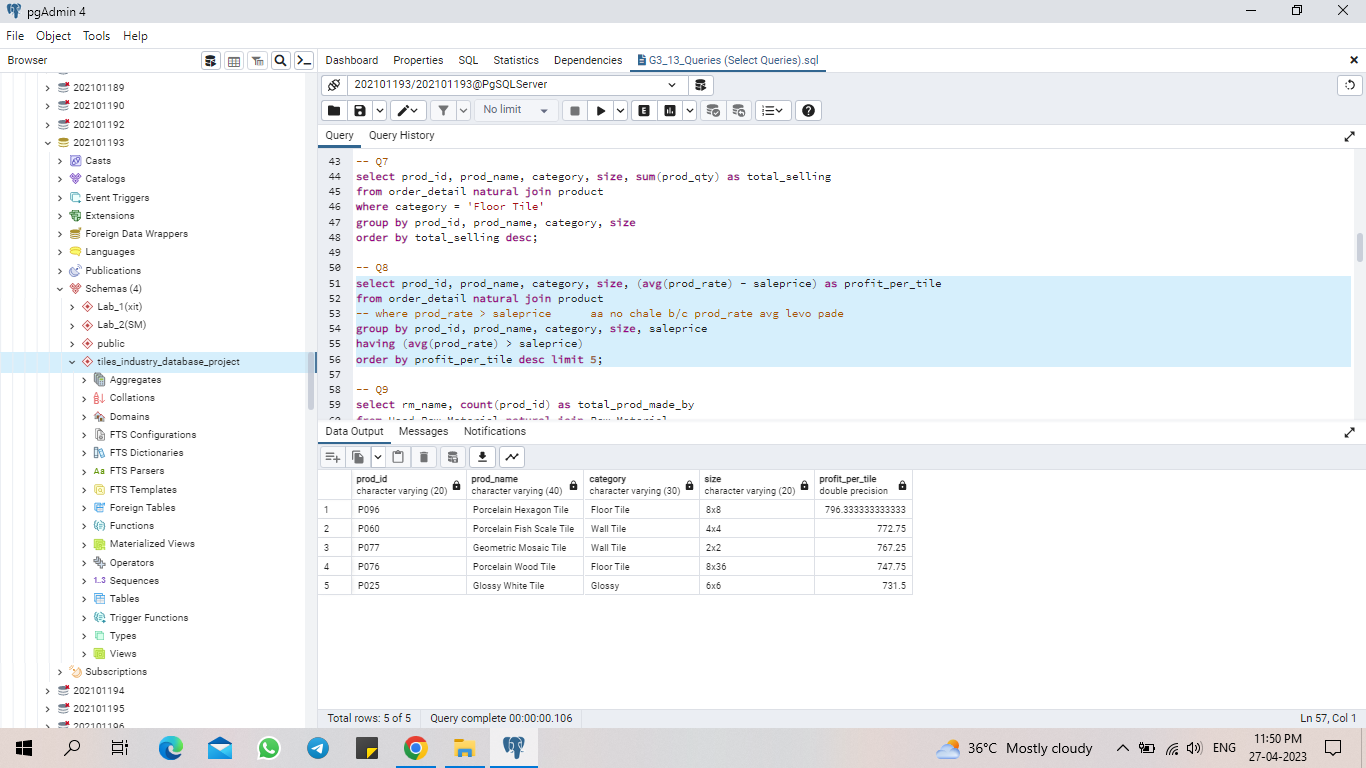 pgAdmin 4
File Object Tools Help
Browser
Dashboard Properties SQL Statistics Dependencies G3_13_Queries (Select Queries).sql
202101189
202101190
202101192
202101193
Casts
Catalogs
Event Triggers
Extensions
Foreign Data Wrappers
Languages
Publications
Schemas (4)
Lab_1(xit)
Lab_2(SM)
public
tiles_industry_database_project
Aggregates
Collations
Domains
FTS Configurations
FTS Dictionaries
FTS Parsers
FTS Templates
Foreign Tables
Functions
Materialized Views
Operators
Sequences
Tables
Trigger Functions
Types
Views
Subscriptions
202101194
202101195
202101196
202101193/202101193@PgSQLServer
No limit
Query Query History
43 -- Q7
44 select prod_id, prod_name, category, size, sum(prod_qty) as total_selling
45 from order_detail natural join product
46 where category = 'Floor Tile'
47 group by prod_id, prod_name, category, size
48 order by total_selling desc;
49
50 -- Q8
51 select prod_id, prod_name, category, size, (avg(prod_rate) - saleprice) as profit_per_tile
52 from order_detail natural join product
53 -- where prod_rate > saleprice aa no chale b/c prod_rate avg levo pade
54 group by prod_id, prod_name, category, size, saleprice
55 having (avg(prod_rate) > saleprice)
56 order by profit_per_tile desc limit 5;
57
58 -- Q9
59 select rm_name, count(prod_id) as total_prod_made_by
Data Output Messages Notifications
prod_id prod_name category size profit_per_tile
character varying (20) character varying (40) character varying (30) character varying (20) double precision
1 P096 Porcelain Hexagon Tile Floor Tile 8x8 796.333333333333
2 P060 Porcelain Fish Scale Tile Wall Tile 4x4 772.75
3 P077 Geometric Mosaic Tile Wall Tile 2x2 767.25
4 P076 Porcelain Wood Tile Floor Tile 8x36 747.75
5 P025 Glossy White Tile Glossy 6x6 731.5
Total rows: 5 of 5 Query complete 00:00:00.106 Ln 57, Col 1
36°C Mostly cloudy ENG 11:50 PM
27-04-2023